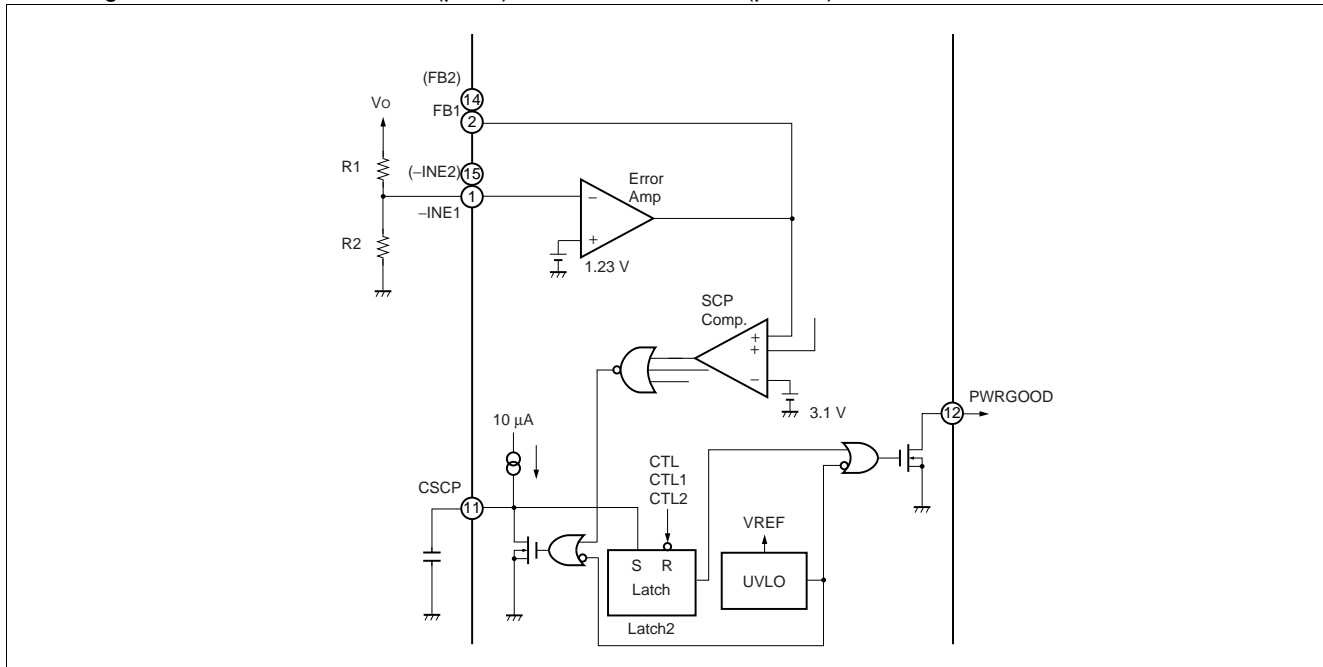 (FB2)
14
Vo
FB1
2
R1
(–INE2)
15
1
–INE1
R2
Error
Amp
–
+
1.23 V
SCP
Comp.
+
+
–
3.1 V
PWRGOOD
12
10 μA
CTL
CTL1
CTL2
CSCP
11
VREF
S R
Latch
UVLO
Latch2